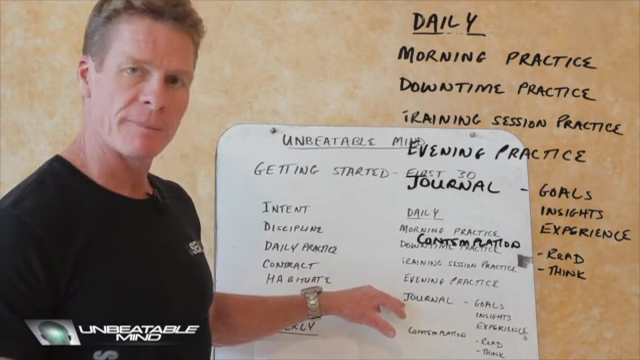 DAILY
MORNING PRACTICE
DOWNTIME PRACTICE
TRAINING SESSION PRACTICE
EVENING PRACTICE
JOURNAL - GOALS
INSIGHTS
EXPERIENCE
CONTEMPLATION
- READ
- THINK
UNBEATABLE MIND
GETTING STARTED - FIRST 30
INTENT
DISCIPLINE
DAILY PRACTICE
CONTRACT
HABITUATE
DAILY
MORNING PRACTICE
DOWNTIME PRACTICE
TRAINING SESSION PRACTICE
EVENING PRACTICE
JOURNAL - GOALS
INSIGHTS
EXPERIENCE
CONTEMPLATION - READ
- THINK
UNBEATABLE
MIND